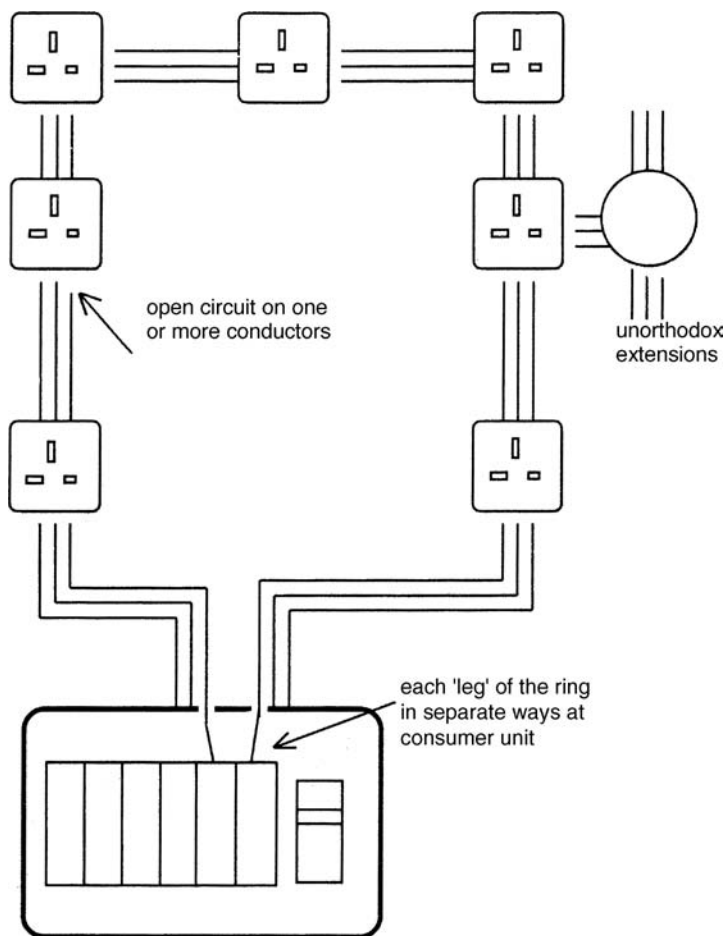 open circuit on one
or more conductors
unorthodox
extensions
each 'leg' of the ring
in separate ways at
consumer unit